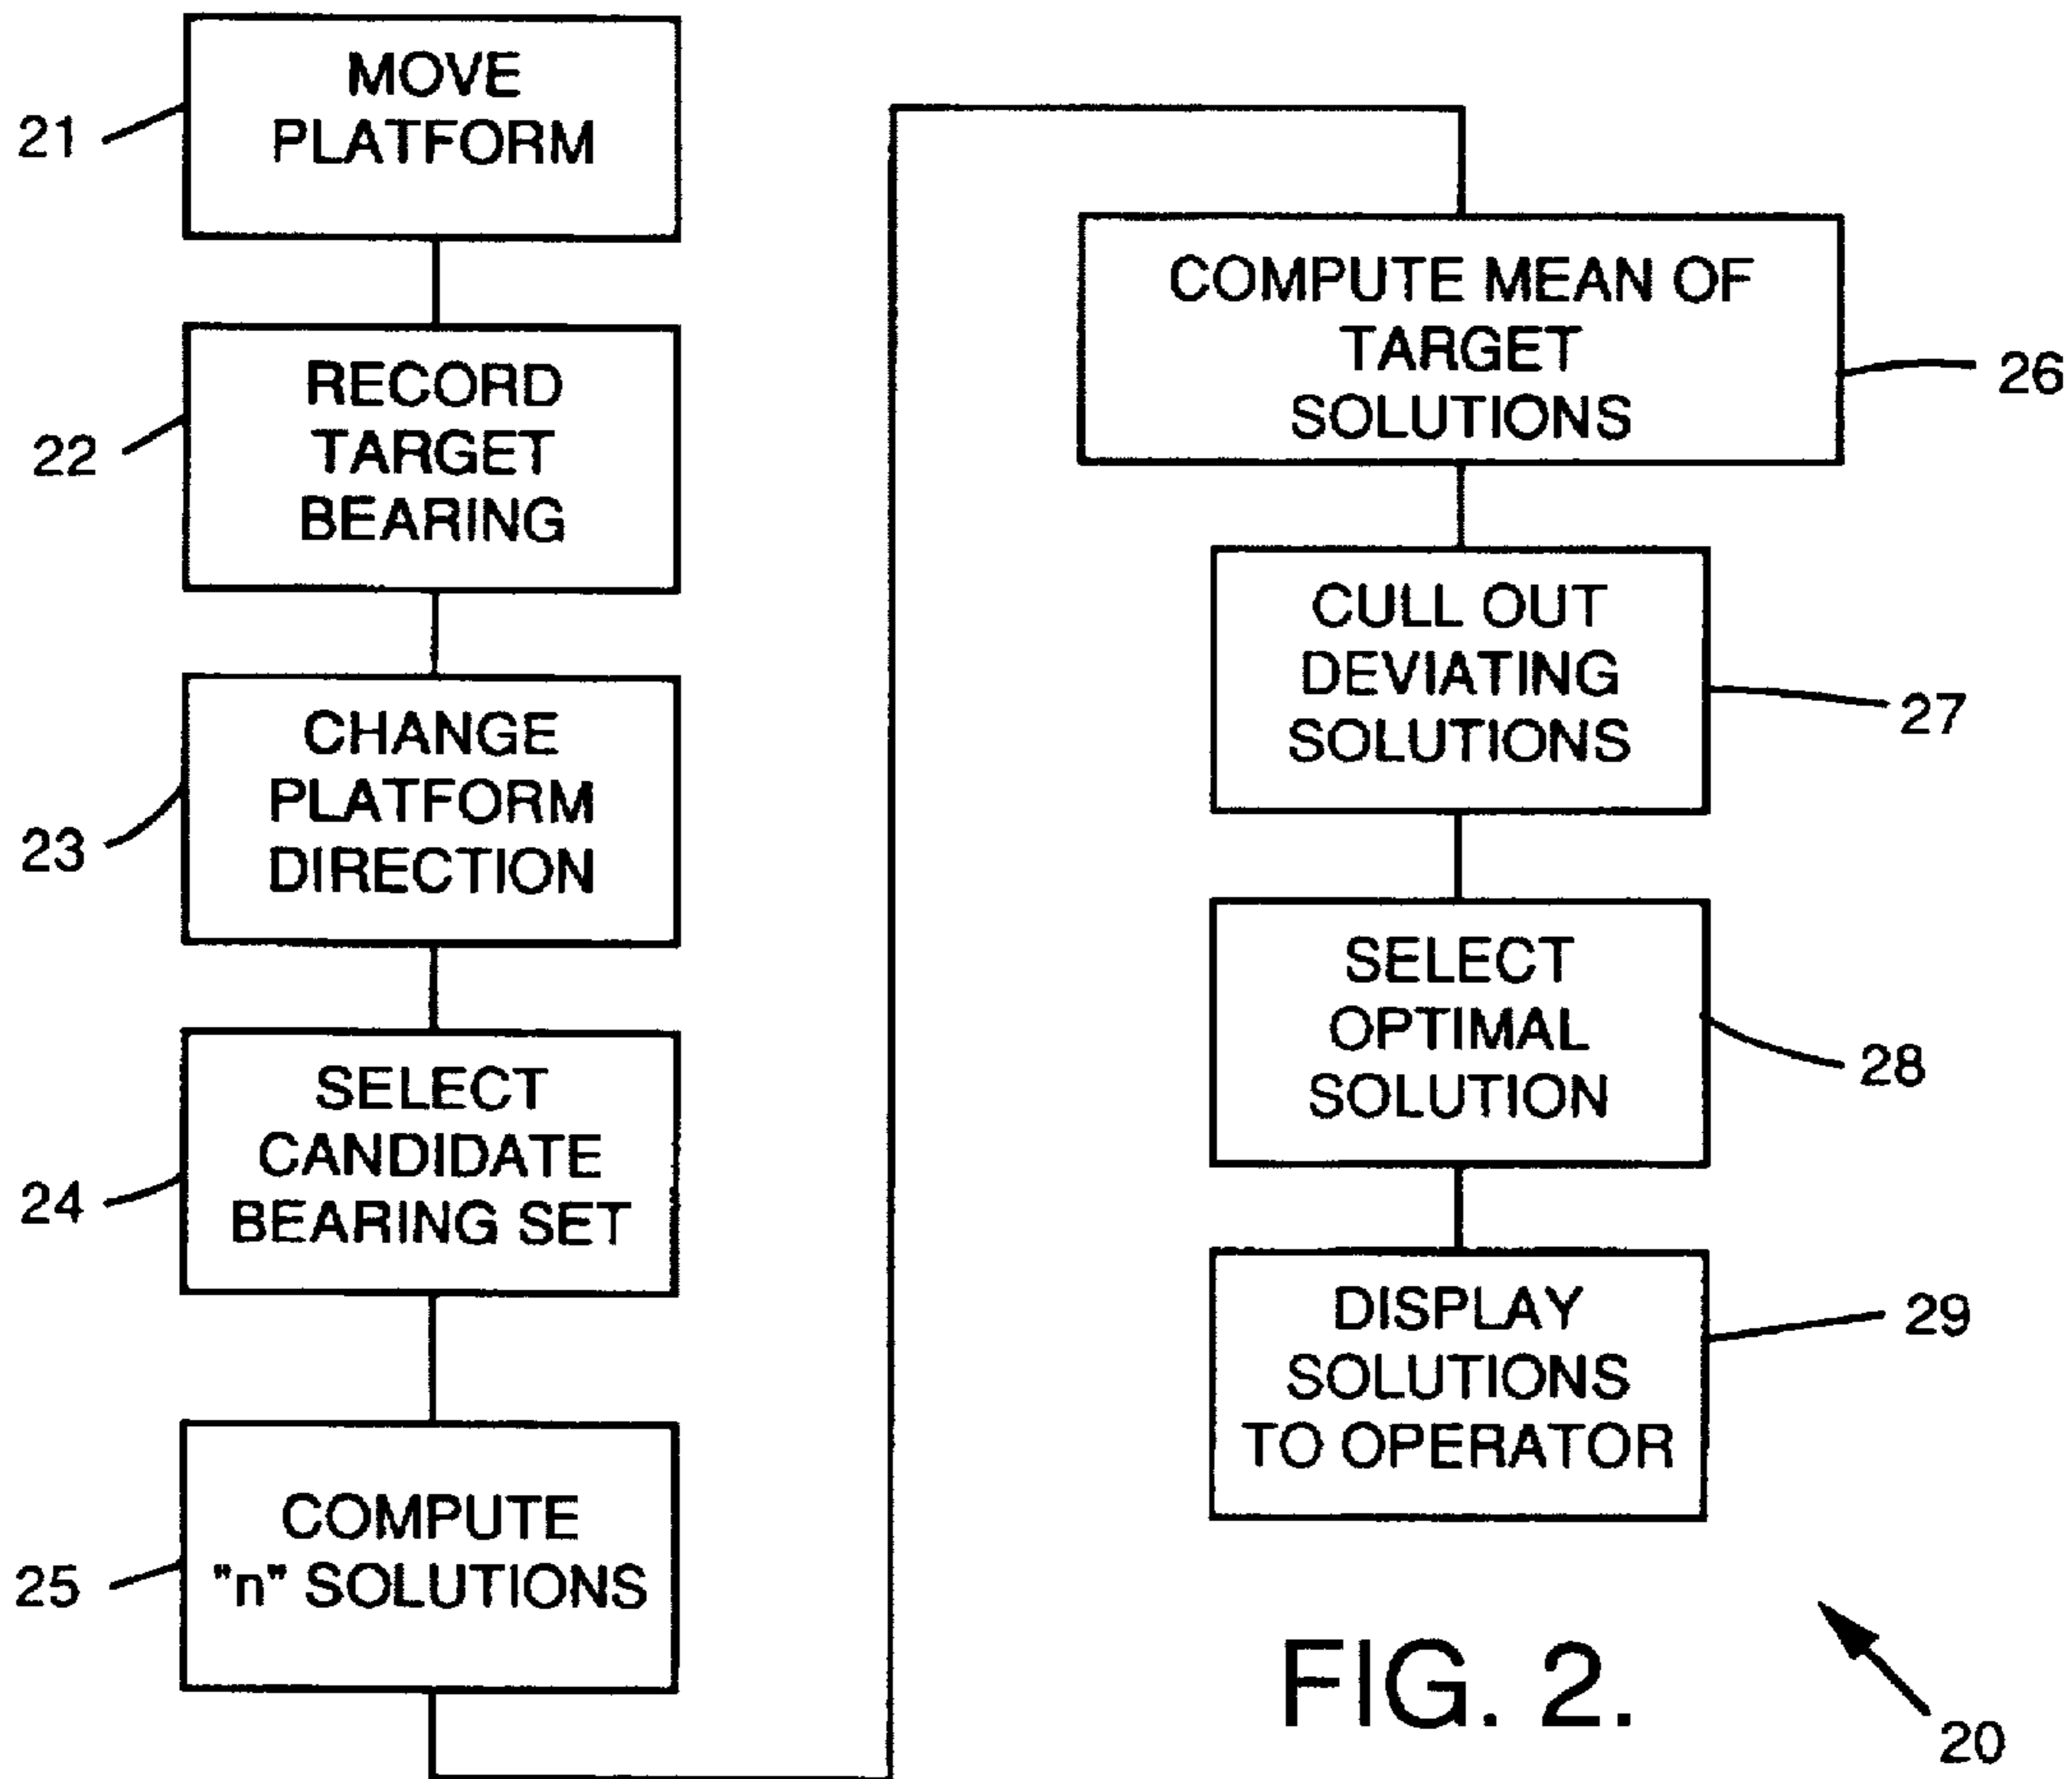 MOVE
PLATFORM
21
RECORD
TARGET
BEARING
22
CHANGE
PLATFORM
DIRECTION
23
SELECT
CANDIDATE
BEARING SET
24
COMPUTE
"n" SOLUTIONS
25
COMPUTE MEAN OF
TARGET
SOLUTIONS
26
CULL OUT
DEVIATING
SOLUTIONS
27
SELECT
OPTIMAL
SOLUTION
28
DISPLAY
SOLUTIONS
TO OPERATOR
29
FIG. 2.
20